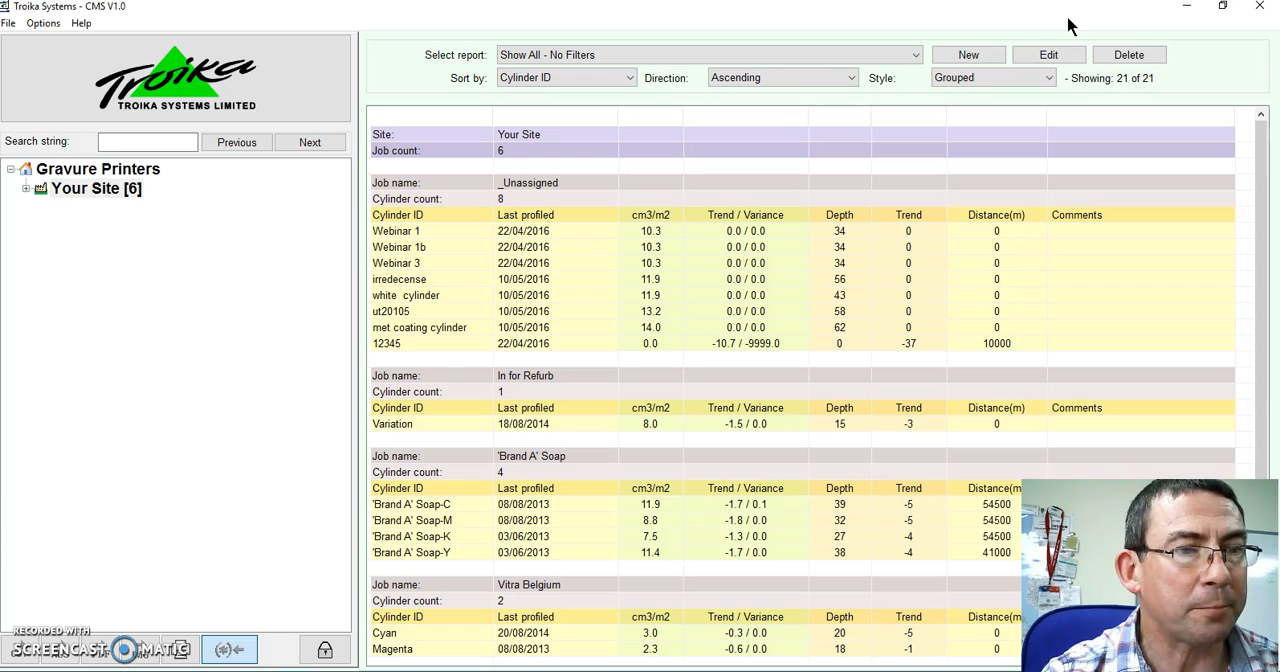 Troika Systems - CMS V1.0
File Options Help
Troika
TROIKA SYSTEMS LIMITED
Select report: Show All - No Filters New Edit Delete
Sort by: Cylinder ID Direction: Ascending Style: Grouped - Showing: 21 of 21
Search string: Previous Next
Gravure Printers
Your Site [6]
Site: Your Site
Job count: 6
Job name: _Unassigned
Cylinder count: 8
Cylinder ID Last profiled cm3/m2 Trend / Variance Depth Trend Distance(m) Comments
Webinar 1 22/04/2016 10.3 0.0 / 0.0 34 0 0
Webinar 1b 22/04/2016 10.3 0.0 / 0.0 34 0 0
Webinar 3 22/04/2016 10.3 0.0 / 0.0 34 0 0
irredecense 10/05/2016 11.9 0.0 / 0.0 56 0 0
white cylinder 10/05/2016 11.9 0.0 / 0.0 43 0 0
ut20105 10/05/2016 13.2 0.0 / 0.0 58 0 0
met coating cylinder 10/05/2016 14.0 0.0 / 0.0 62 0 0
12345 22/04/2016 0.0 -10.7 / -9999.0 0 -37 10000
Job name: In for Refurb
Cylinder count: 1
Cylinder ID Last profiled cm3/m2 Trend / Variance Depth Trend Distance(m) Comments
Variation 18/08/2014 8.0 -1.5 / 0.0 15 -3 0
Job name: 'Brand A' Soap
Cylinder count: 4
Cylinder ID Last profiled cm3/m2 Trend / Variance Depth Trend Distance(m
'Brand A' Soap-C 08/08/2013 11.9 -1.7 / 0.1 39 -5 54500
'Brand A' Soap-M 08/08/2013 8.8 -1.8 / 0.0 32 -5 54500
'Brand A' Soap-K 03/06/2013 7.5 -1.3 / 0.0 27 -4 54500
'Brand A' Soap-Y 03/06/2013 11.4 -1.7 / 0.0 38 -4 41000
Job name: Vitra Belgium
Cylinder count: 2
Cylinder ID Last profiled cm3/m2 Trend / Variance Depth Trend Distance(m
Cyan 20/08/2014 3.0 -0.3 / 0.0 20 -5 0
Magenta 08/08/2014 2.3 -0.6 / 0.0 18 -1 0
RECORDED WITH
SCREENCAST MATIC